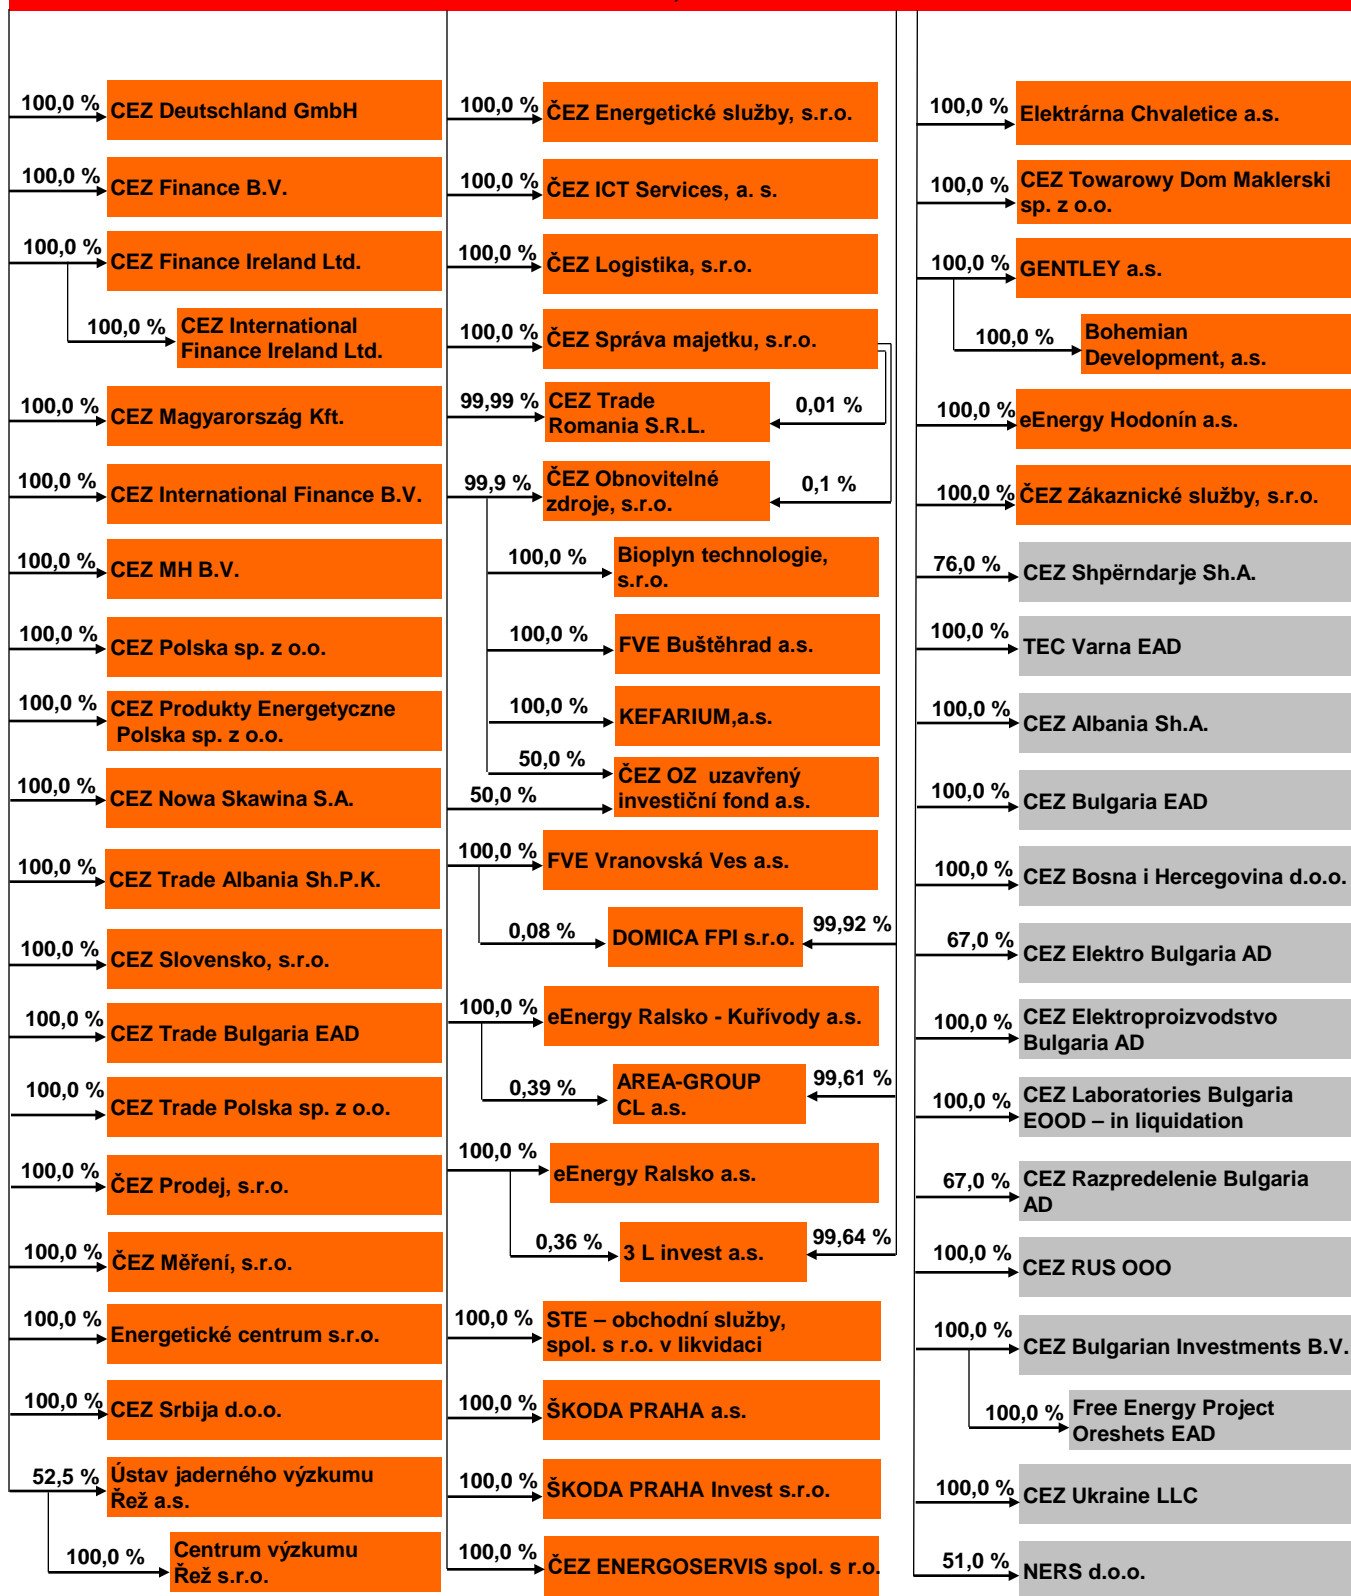 100,0 %
CEZ Deutschland GmbH
100,0 %
CEZ Finance B.V.
100,0 %
CEZ Finance Ireland Ltd.
100,0 %
CEZ International
Finance Ireland Ltd.
100,0 %
CEZ Magyarország Kft.
100,0 %
CEZ International Finance B.V.
100,0 %
CEZ MH B.V.
100,0 %
CEZ Polska sp. z o.o.
100,0 %
CEZ Produkty Energetyczne
Polska sp. z o.o.
100,0 %
CEZ Nowa Skawina S.A.
100,0 %
CEZ Trade Albania Sh.P.K.
100,0 %
CEZ Slovensko, s.r.o.
100,0 %
CEZ Trade Bulgaria EAD
100,0 %
CEZ Trade Polska sp. z o.o.
100,0 %
ČEZ Prodej, s.r.o.
100,0 %
ČEZ Měření, s.r.o.
100,0 %
Energetické centrum s.r.o.
100,0 %
CEZ Srbija d.o.o.
52,5 %
Ústav jaderného výzkumu
Řež a.s.
100,0 %
Centrum výzkumu
Řež s.r.o.
100,0 %
ČEZ Energetické služby, s.r.o.
100,0 %
ČEZ ICT Services, a. s.
100,0 %
ČEZ Logistika, s.r.o.
100,0 %
ČEZ Správa majetku, s.r.o.
99,99 %
CEZ Trade
Romania S.R.L.
0,01 %
99,9 %
ČEZ Obnovitelné
zdroje, s.r.o.
0,1 %
100,0 %
Bioplyn technologie,
s.r.o.
100,0 %
FVE Buštěhrad a.s.
100,0 %
KEFARIUM,a.s.
50,0 %
50,0 %
ČEZ OZ uzavřený
investiční fond a.s.
100,0 %
FVE Vranovská Ves a.s.
0,08 %
DOMICA FPI s.r.o.
99,92 %
100,0 %
eEnergy Ralsko - Kuřívody a.s.
0,39 %
AREA-GROUP
CL a.s.
99,61 %
100,0 %
eEnergy Ralsko a.s.
0,36 %
3 L invest a.s.
99,64 %
100,0 %
STE – obchodní služby,
spol. s r.o. v likvidaci
100,0 %
ŠKODA PRAHA a.s.
100,0 %
ŠKODA PRAHA Invest s.r.o.
100,0 %
ČEZ ENERGOSERVIS spol. s r.o.
100,0 %
Elektrárna Chvaletice a.s.
100,0 %
CEZ Towarowy Dom Maklerski
sp. z o.o.
100,0 %
GENTLEY a.s.
100,0 %
Bohemian
Development, a.s.
100,0 %
eEnergy Hodonín a.s.
100,0 %
ČEZ Zákaznické služby, s.r.o.
76,0 %
CEZ Shpërndarje Sh.A.
100,0 %
TEC Varna EAD
100,0 %
CEZ Albania Sh.A.
100,0 %
CEZ Bulgaria EAD
100,0 %
CEZ Bosna i Hercegovina d.o.o.
67,0 %
CEZ Elektro Bulgaria AD
100,0 %
CEZ Elektroproizvodstvo
Bulgaria AD
100,0 %
CEZ Laboratories Bulgaria
EOOD – in liquidation
67,0 %
CEZ Razpredelenie Bulgaria
AD
100,0 %
CEZ RUS OOO
100,0 %
CEZ Bulgarian Investments B.V.
100,0 %
Free Energy Project
Oreshets EAD
100,0 %
CEZ Ukraine LLC
51,0 %
NERS d.o.o.